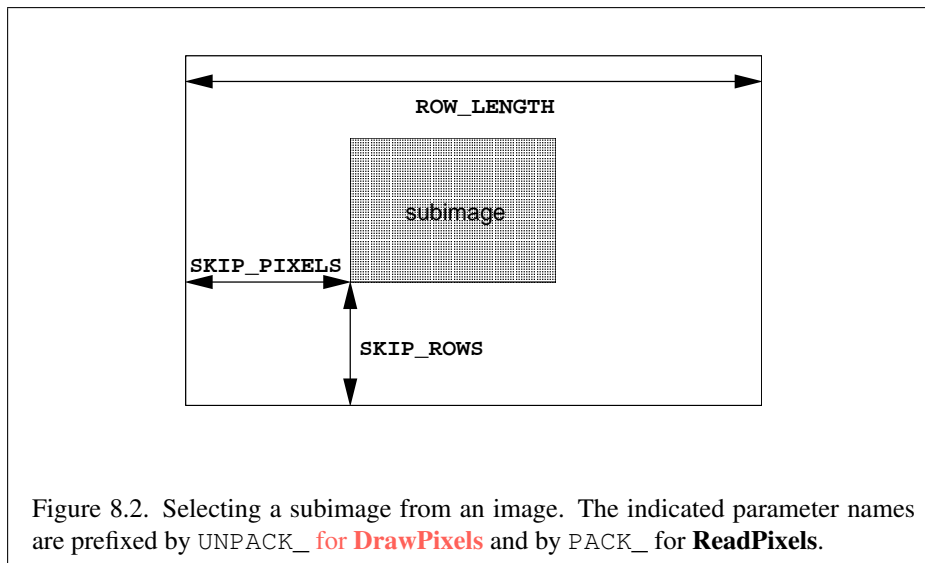 ROW_LENGTH
subimage
SKIP_PIXELS
SKIP_ROWS
Figure 8.2. Selecting a subimage from an image. The indicated parameter names
are prefixed by UNPACK_ for DrawPixels and by PACK_ for ReadPixels.